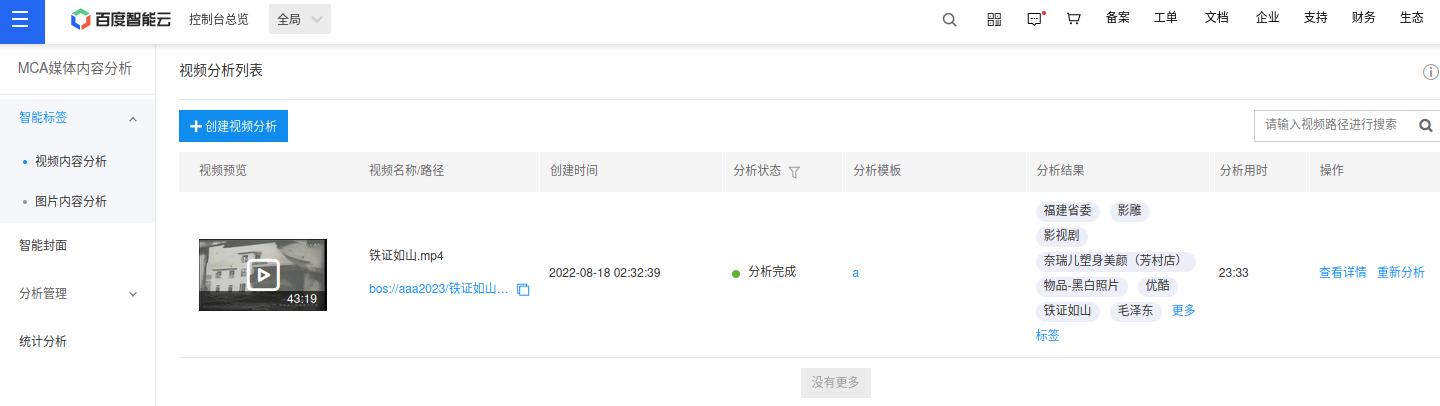 百度智能云 控制台总览 全局 备案 工单 文档 企业 支持 财务 生态
MCA媒体内容分析
视频分析列表
智能标签
创建视频分析
请输入视频路径进行搜索
视频内容分析
视频预览 视频名称/路径 创建时间 分析状态 分析模板 分析结果 分析用时 操作
图片内容分析
福建省委 影雕
影视剧
智能封面
铁证如山.mp4
奈瑞儿塑身美颜（芳村店）
2022-08-18 02:32:39 分析完成 a 23:33 查看详情 重新分析
bos://aaa2023/铁证如山…
物品-黑白照片 优酷
分析管理
43:19
铁证如山 毛泽东 更多
标签
统计分析
没有更多